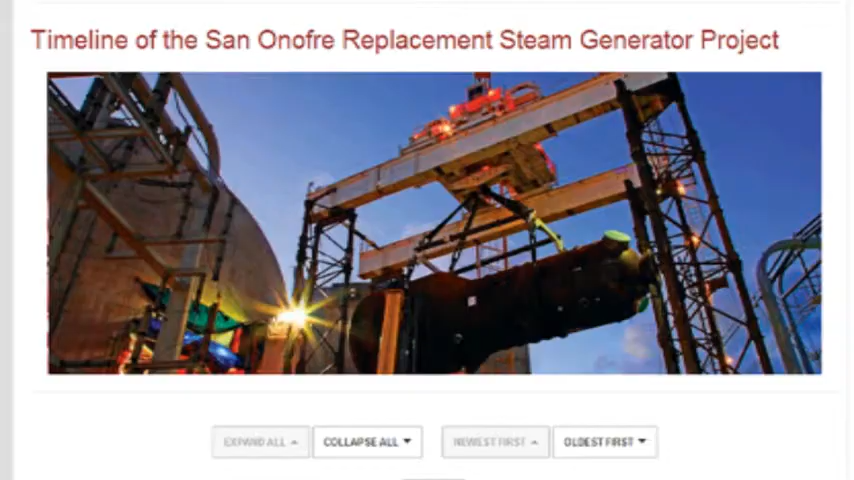 Timeline of the San Onofre Replacement Steam Generator Project
EXPAND ALL COLLAPSE ALL NEWEST FIRST OLDEST FIRST